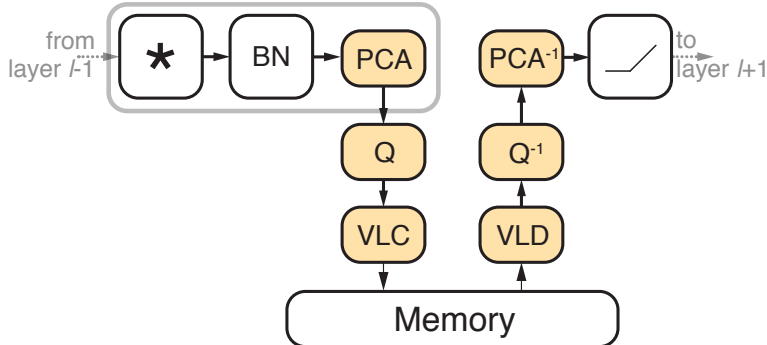 from
layer l-1
*
BN
PCA
PCA-1
to
layer l+1
Q
Q-1
VLC
VLD
Memory